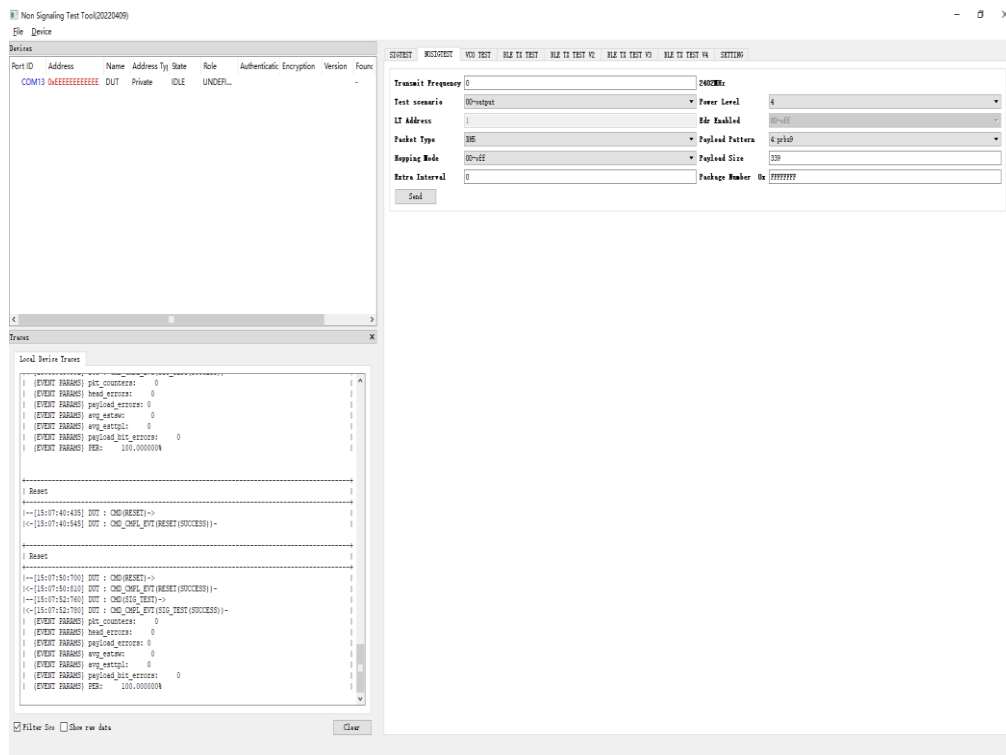 Non Signaling Test Tool(20220409)
File Device
Devices
Port ID Address Name Address Ty State Role Authenticatic Encryption Version Founc
COM13 0xEEEEEEEEEEEE DUT Private IDLE UNDEFI... -
SIGTEST NOSIGTEST VCO TEST BLE TX TEST BLE TX TEST V2 BLE TX TEST V3 BLE TX TEST V4 SETTING
Transmit Frequency 0 2402MHz
Test scenario 00-output Power Level 4
LT Address 1 Edr Enabled 00-off
Packet Type DH5 Payload Pattern 4:prbs9
Hopping Mode 00-off Payload Size 339
Extra Interval 0 Package Number 0x FFFFFFFF
Send
Traces x
Local Device Traces
| {EVENT PARAMS} pkt_counters: 0 |
| {EVENT PARAMS} head_errors: 0 |
| {EVENT PARAMS} payload_errors: 0 |
| {EVENT PARAMS} avg_estsw: 0 |
| {EVENT PARAMS} avg_esttpl: 0 |
| {EVENT PARAMS} payload_bit_errors: 0 |
| {EVENT PARAMS} PER: 100.000000% |
| Reset |
|--[15:07:40:435] DUT : CMD(RESET)-> |
|<-[15:07:40:545] DUT : CMD_CMPL_EVT(RESET(SUCCESS))- |
| Reset |
|--[15:07:50:700] DUT : CMD(RESET)-> |
|<-[15:07:50:810] DUT : CMD_CMPL_EVT(RESET(SUCCESS))- |
|--[15:07:52:760] DUT : CMD(SIG_TEST)-> |
|<-[15:07:52:780] DUT : CMD_CMPL_EVT(SIG_TEST(SUCCESS))- |
| {EVENT PARAMS} pkt_counters: 0 |
| {EVENT PARAMS} head_errors: 0 |
| {EVENT PARAMS} payload_errors: 0 |
| {EVENT PARAMS} avg_estsw: 0 |
| {EVENT PARAMS} avg_esttpl: 0 |
| {EVENT PARAMS} payload_bit_errors: 0 |
| {EVENT PARAMS} PER: 100.000000% |
Filter Sco Show raw data Clear